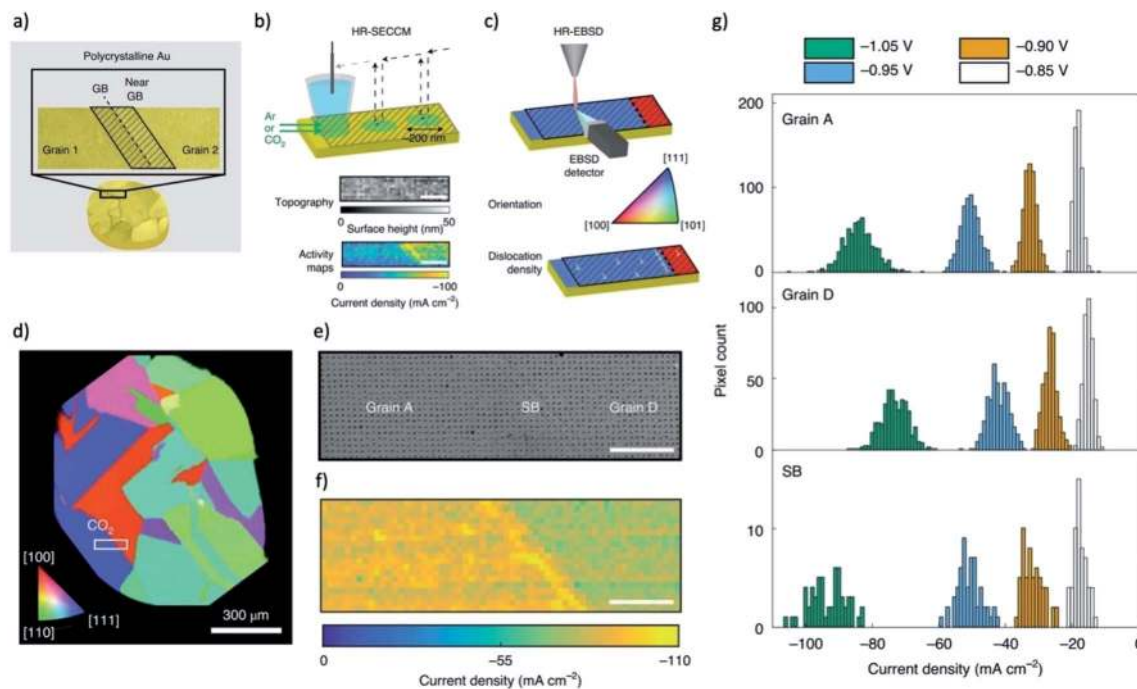 a)
Polycrystalline Au
GB
Near
GB
Grain 1
Grain 2
b)
HR-SECCM
Ar
or
CO₂
~200 nm
Topography
0
50
Surface height (nm)
Activity
maps
0
−100
Current density (mA cm⁻²)
c)
HR-EBSD
EBSD
detector
Orientation
[111]
[100]
[101]
Dislocation
density
d)
CO₂
[100]
[110]
[111]
300 µm
e)
Grain A
SB
Grain D
f)
0
−55
−110
Current density (mA cm⁻²)
g)
−1.05 V
−0.90 V
−0.95 V
−0.85 V
200
Grain A
100
0
Grain D
100
50
0
Pixel count
SB
10
0
−100
−80
−60
−40
−20
0
Current density (mA cm⁻²)